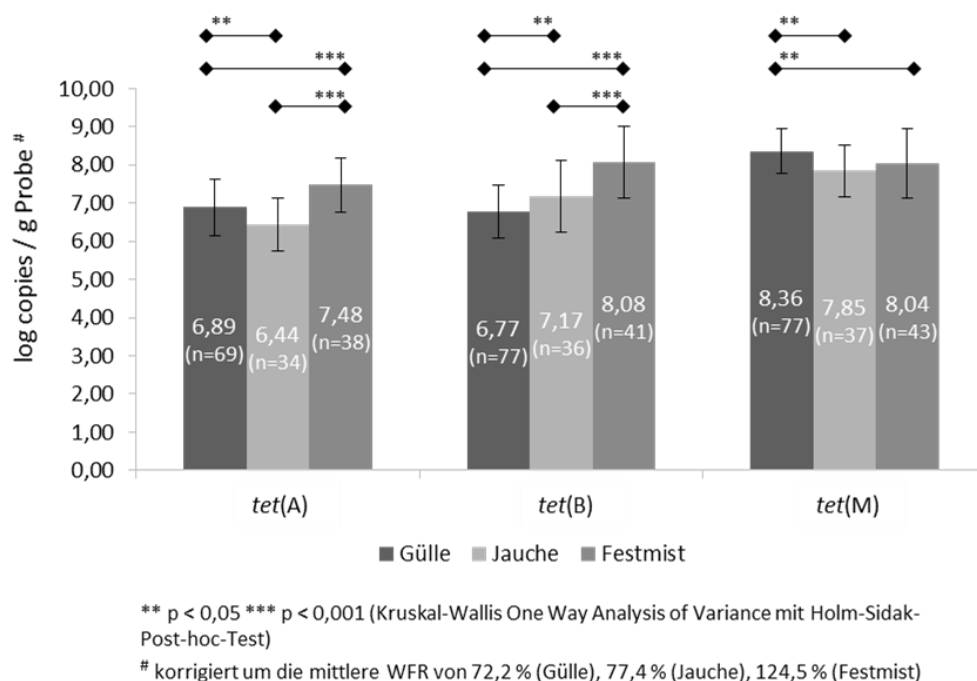 ** ** **
*** *** **
*** ***
log copies / g Probe #
10,00
9,00
8,00
7,00
6,00
5,00
4,00
3,00
2,00
1,00
0,00
6,89
(n=69)
6,44
(n=34)
7,48
(n=38)
6,77
(n=77)
7,17
(n=36)
8,08
(n=41)
8,36
(n=77)
7,85
(n=37)
8,04
(n=43)
tet(A) tet(B) tet(M)
Gülle Jauche Festmist
** p < 0,05 *** p < 0,001 (Kruskal-Wallis One Way Analysis of Variance mit Holm-Sidak-
Post-hoc-Test)
# korrigiert um die mittlere WFR von 72,2 % (Gülle), 77,4 % (Jauche), 124,5 % (Festmist)